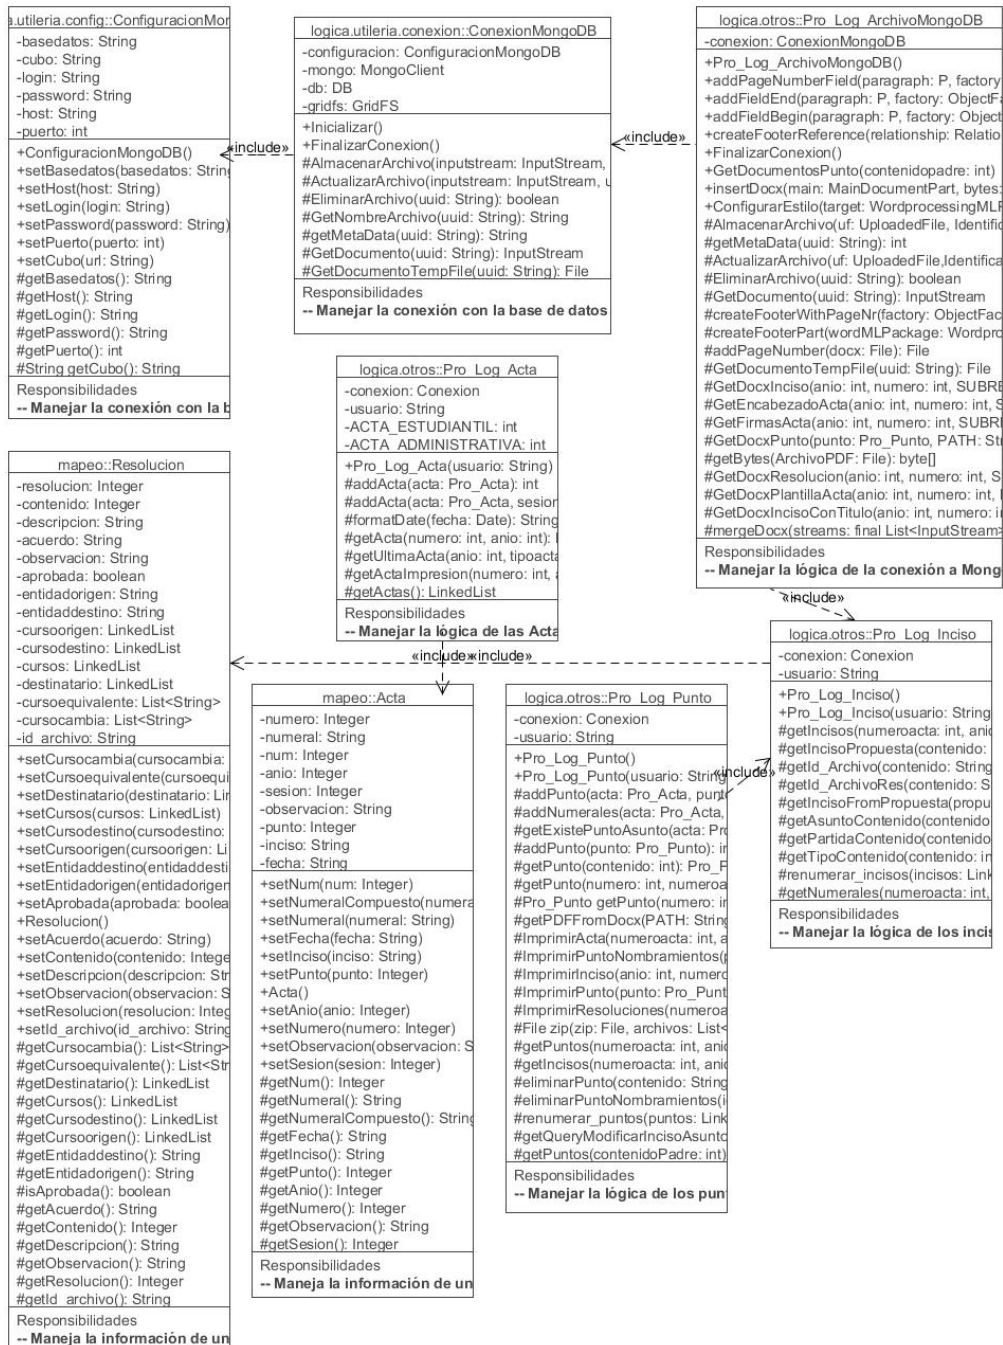 a.utileria.config::ConfiguracionMon
-basedatos: String
-cubo: String
-login: String
-password: String
-host: String
-puerto: int
+ConfiguracionMongoDB()
+setBasedatos(basedatos: String
+setHost(host: String)
+setLogin(login: String)
+setPassword(password: String)
+setPuerto(puerto: int)
+setCubo(url: String)
#getBasedatos(): String
#getHost(): String
#getLogin(): String
#getPassword(): String
#getPuerto(): int
#String getCubo(): String
Responsibilidades
-- Manejar la conexión con la b
«include»
logica.utileria.conexion::ConexionMongoDB
-configuracion: ConfiguracionMongoDB
-mongo: MongoClient
-db: DB
-gridfs: GridFS
+Inicializar()
+FinalizarConexion()
#AlmacenarArchivo(inputstream: InputStream,
#ActualizarArchivo(inputstream: InputStream, u
#EliminarArchivo(uuid: String): boolean
#GetNombreArchivo(uuid: String): String
#getMetaData(uuid: String): String
#GetDocumento(uuid: String): InputStream
#GetDocumentoTempFile(uuid: String): File
Responsibilidades
-- Manejar la conexión con la base de datos
«include»
logica.otros::Pro_Log_ArchivoMongoDB
-conexion: ConexionMongoDB
+Pro_Log_ArchivoMongoDB()
+addPageNumberField(paragraph: P, factory
+addFieldEnd(paragraph: P, factory: ObjectFa
+addFieldBegin(paragraph: P, factory: Object
+createFooterReference(relationship: Relatio
+FinalizarConexion()
+GetDocumentosPunto(contenidopadre: int)
+insertDocx(main: MainDocumentPart, bytes:
+ConfigurarEstilo(target: WordprocessingMLP
#AlmacenarArchivo(uf: UploadedFile, Identific
#getMetaData(uuid: String): int
#ActualizarArchivo(uf: UploadedFile,Identifica
#EliminarArchivo(uuid: String): boolean
#GetDocumento(uuid: String): InputStream
#createFooterWithPageNr(factory: ObjectFac
#createFooterPart(wordMLPackage: Wordpro
#addPageNumber(docx: File): File
#GetDocumentoTempFile(uuid: String): File
#GetDocxInciso(anio: int, numero: int, SUBRE
#GetEncabezadoActa(anio: int, numero: int, S
#GetFirmasActa(anio: int, numero: int, SUBRI
#GetDocxPunto(punto: Pro_Punto, PATH: Stri
#getBytes(ArchivoPDF: File): byte[]
#GetDocxResolucion(anio: int, numero: int, S
#GetDocxPlantillaActa(anio: int, numero: int,
#GetDocxIncisoConTitulo(anio: int, numero: i
#mergeDocx(streams: final List<InputStream>
Responsibilidades
-- Manejar la lógica de la conexión a Mong
«include»
logica.otros::Pro_Log_Acta
-conexion: Conexion
-usuario: String
-ACTA_ESTUDIANTIL: int
-ACTA_ADMINISTRATIVA: int
+Pro_Log_Acta(usuario: String)
#addActa(acta: Pro_Acta): int
#addActa(acta: Pro_Acta, sesion
#formatDate(fecha: Date): String
#getActa(numero: int, anio: int):
#getUltimaActa(anio: int, tipoacta
#getActaImpresion(numero: int, a
#getActas(): LinkedList
Responsibilidades
-- Manejar la lógica de las Acta
«include»
«include»
mapeo::Resolucion
-resolucion: Integer
-contenido: Integer
-descripcion: String
-acuerdo: String
-observacion: String
-aprobada: boolean
-entidadorigen: String
-entidaddestino: String
-cursoorigen: LinkedList
-cursodestino: LinkedList
-cursos: LinkedList
-destinatario: LinkedList
-cursoequivalente: List<String>
-cursocambia: List<String>
-id_archivo: String
+setCursocambia(cursocambia:
+setCursoequivalente(cursoequi
+setDestinatario(destinatario: Lin
+setCursos(cursos: LinkedList)
+setCursodestino(cursodestino:
+setCursoorigen(cursoorigen: Li
+setEntidaddestino(entidaddesti
+setEntidadorigen(entidadorigen
+setAprobada(aprobada: boolea
+Resolucion()
+setAcuerdo(acuerdo: String)
+setContenido(contenido: Intege
+setDescripcion(descripcion: Str
+setObservacion(observacion: S
+setResolucion(resolucion: Integ
+setId_archivo(id_archivo: String
#getCursocambia(): List<String>
#getCursoequivalente(): List<Str
#getDestinatario(): LinkedList
#getCursos(): LinkedList
#getCursodestino(): LinkedList
#getCursoorigen(): LinkedList
#getEntidaddestino(): String
#getEntidadorigen(): String
#isAprobada(): boolean
#getAcuerdo(): String
#getContenido(): Integer
#getDescripcion(): String
#getObservacion(): String
#getResolucion(): Integer
#getId_archivo(): String
Responsibilidades
-- Maneja la información de un
mapeo::Acta
-numero: Integer
-numeral: String
-num: Integer
-anio: Integer
-sesion: Integer
-observacion: String
-punto: Integer
-inciso: String
-fecha: String
+setNum(num: Integer)
+setNumeralCompuesto(numera
+setNumeral(numeral: String)
+setFecha(fecha: String)
+setInciso(inciso: String)
+setPunto(punto: Integer)
+Acta()
+setAnio(anio: Integer)
+setNumero(numero: Integer)
+setObservacion(observacion: S
+setSesion(sesion: Integer)
#getNum(): Integer
#getNumeral(): String
#getNumeralCompuesto(): String
#getFecha(): String
#getInciso(): String
#getPunto(): Integer
#getAnio(): Integer
#getNumero(): Integer
#getObservacion(): String
#getSesion(): Integer
Responsibilidades
-- Maneja la información de un
logica.otros::Pro_Log_Punto
-conexion: Conexion
-usuario: String
+Pro_Log_Punto()
+Pro_Log_Punto(usuario: String
#addPunto(acta: Pro_Acta, punt
#addNumerales(acta: Pro_Acta,
#getExistePuntoAsunto(acta: Pro
#addPunto(punto: Pro_Punto): in
#getPunto(contenido: int): Pro_P
#getPunto(numero: int, numeroa
#Pro_Punto getPunto(numero: in
#getPDFFromDocx(PATH: String
#ImprimirActa(numeroacta: int, a
#ImprimirPuntoNombramientos(p
#ImprimirInciso(anio: int, numero
#ImprimirPunto(punto: Pro_Punt
#ImprimirResoluciones(numeroa
#File zip(zip: File, archivos: List<
#getPuntos(numeroacta: int, anio
#getIncisos(numeroacta: int, anio
#eliminarPunto(contenido: String
#eliminarPuntoNombramientos(i
#renumerar_puntos(puntos: Link
#getQueryModificarIncisoAsunto
#getPuntos(contenidoPadre: int)
Responsibilidades
-- Manejar la lógica de los pun
«include»
logica.otros::Pro_Log_Inciso
-conexion: Conexion
-usuario: String
+Pro_Log_Inciso()
+Pro_Log_Inciso(usuario: String
#getIncisos(numeroacta: int, anio
#getIncisoPropuesta(contenido:
#getId_Archivo(contenido: String
#getId_ArchivoRes(contenido: S
#getIncisoFromPropuesta(propu
#getAsuntoContenido(contenido
#getPartidaContenido(contenido
#getTipoContenido(contenido: in
#renumerar_incisos(incisos: Link
#getNumerales(numeroacta: int,
Responsibilidades
-- Manejar la lógica de los incis